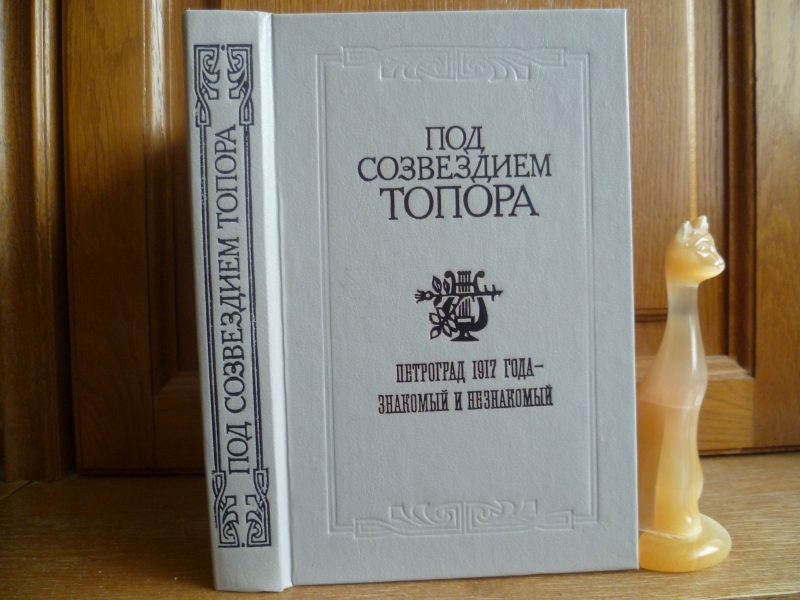 ПОД СОЗВЕЗДИЕМ ТОПОРА
ПОД
СОЗВЕЗДИЕМ
ТОПОРА
ПЕТРОГРАД 1917 ГОДА—
ЗНАКОМЫЙ И НЕЗНАКОМЫЙ